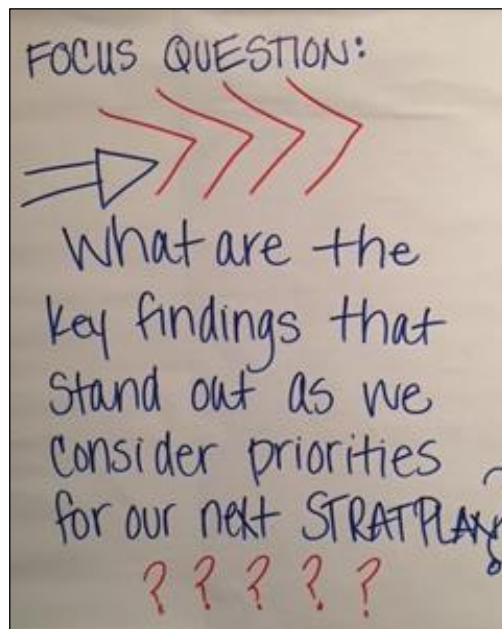 FOCUS QUESTION:
What are the
key findings that
stand out as we
consider priorities
for our next STRATPLAN?
? ? ? ? ?